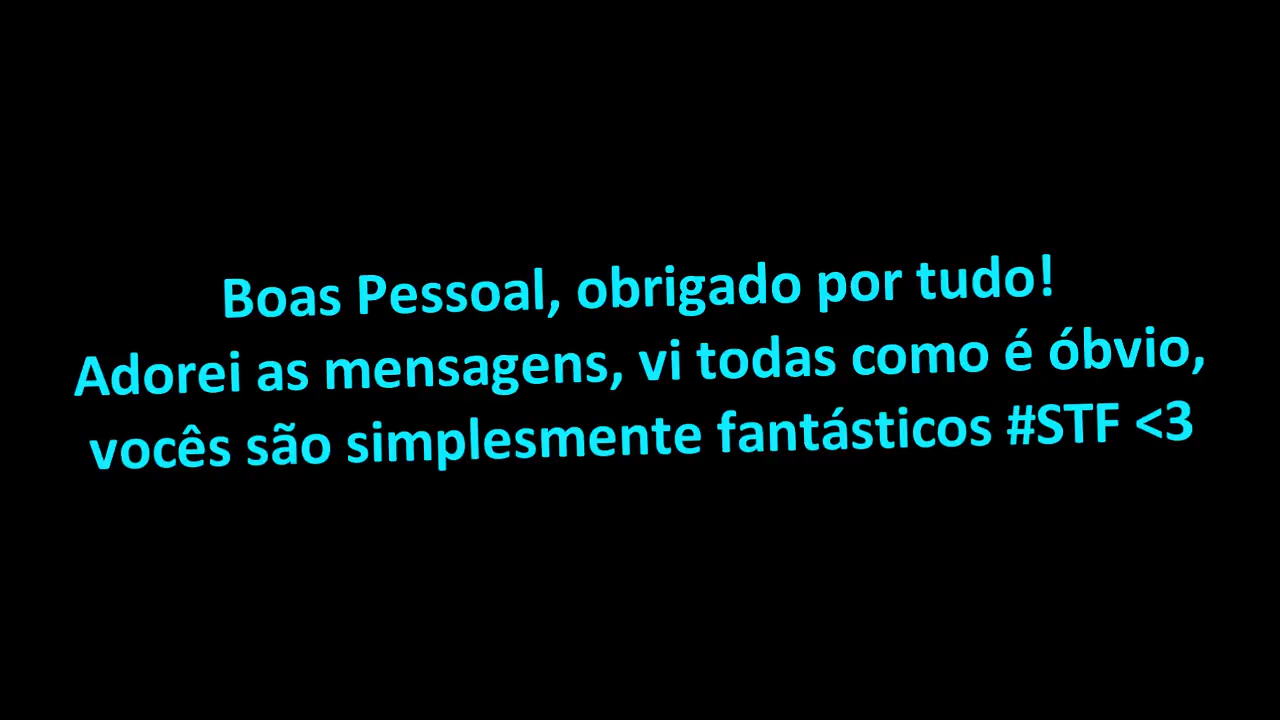 Boas Pessoal, obrigado por tudo!
Adorei as mensagens, vi todas como é óbvio,
vocês são simplesmente fantásticos #STF <3